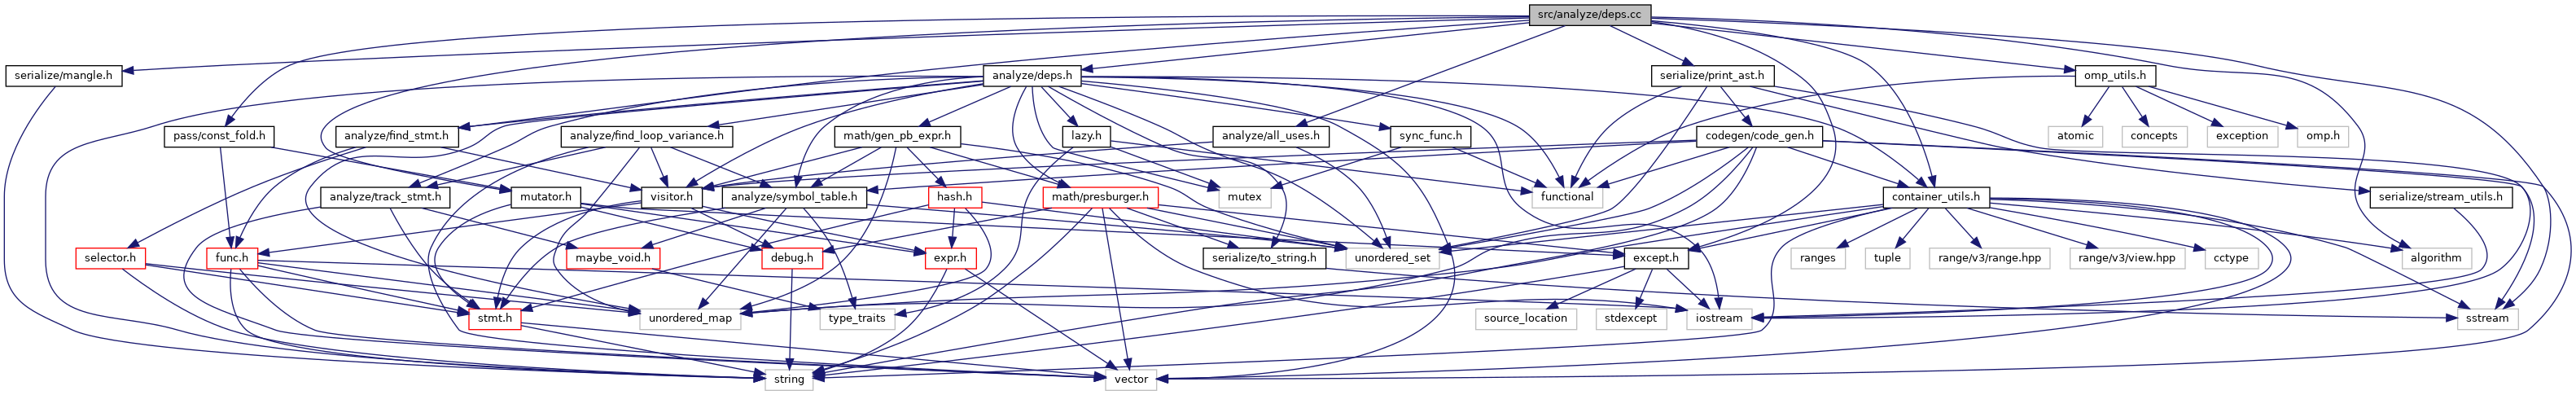 src/analyze/deps.cc
serialize/mangle.h
analyze/deps.h
serialize/print_ast.h
omp_utils.h
pass/const_fold.h
analyze/find_stmt.h
analyze/find_loop_variance.h
math/gen_pb_expr.h
lazy.h
analyze/all_uses.h
sync_func.h
codegen/code_gen.h
atomic
concepts
exception
omp.h
analyze/track_stmt.h
mutator.h
visitor.h
analyze/symbol_table.h
hash.h
math/presburger.h
mutex
functional
container_utils.h
serialize/stream_utils.h
selector.h
func.h
maybe_void.h
debug.h
expr.h
serialize/to_string.h
unordered_set
except.h
ranges
tuple
range/v3/range.hpp
range/v3/view.hpp
cctype
algorithm
stmt.h
unordered_map
type_traits
source_location
stdexcept
iostream
sstream
string
vector